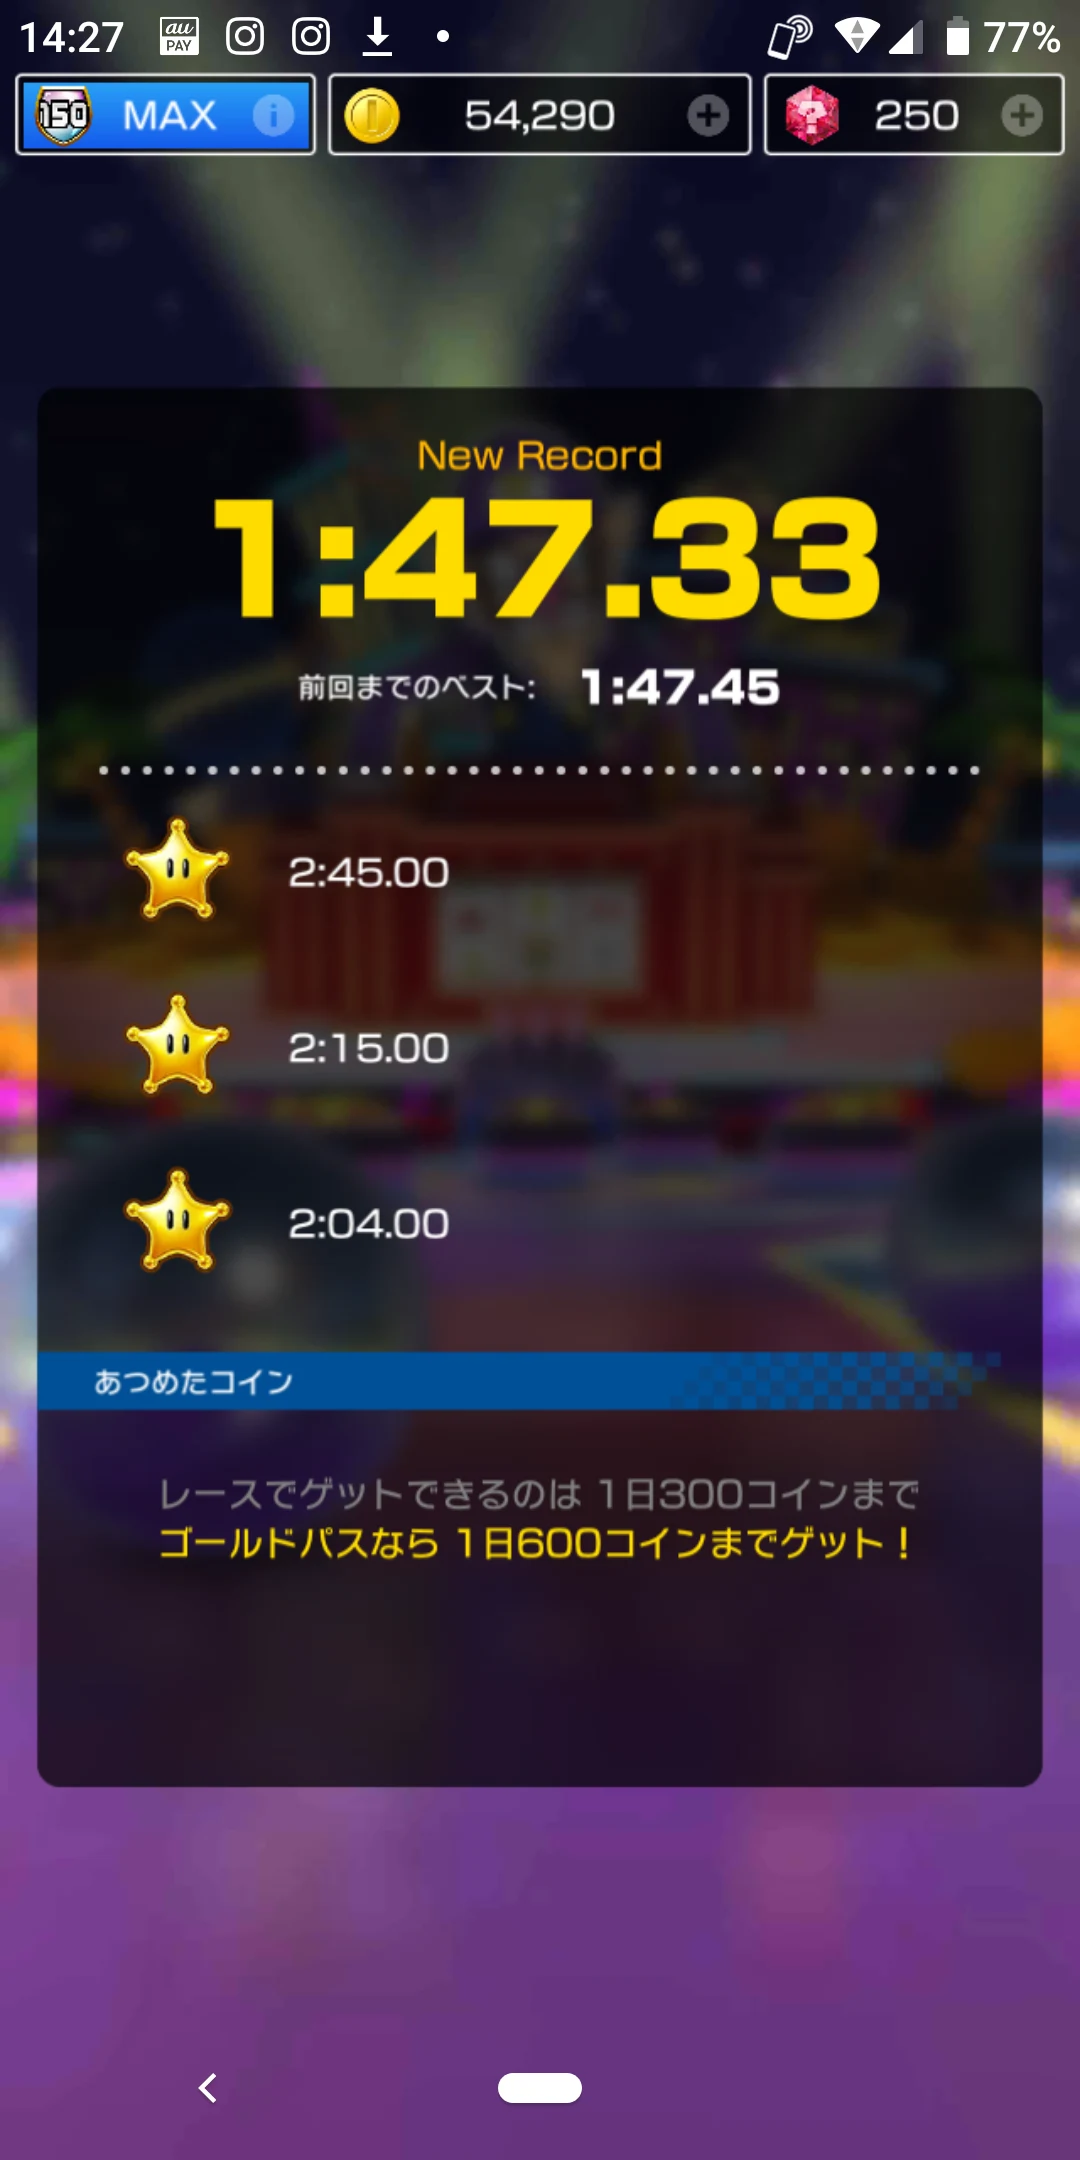 14:27
au
PAY
77%
150
MAX
i
54,290
250
New Record
1:47.33
前回までのベスト: 1:47.45
2:45.00
2:15.00
2:04.00
あつめたコイン
レースでゲットできるのは 1日300コインまで
ゴールドパスなら 1日600コインまでゲット！